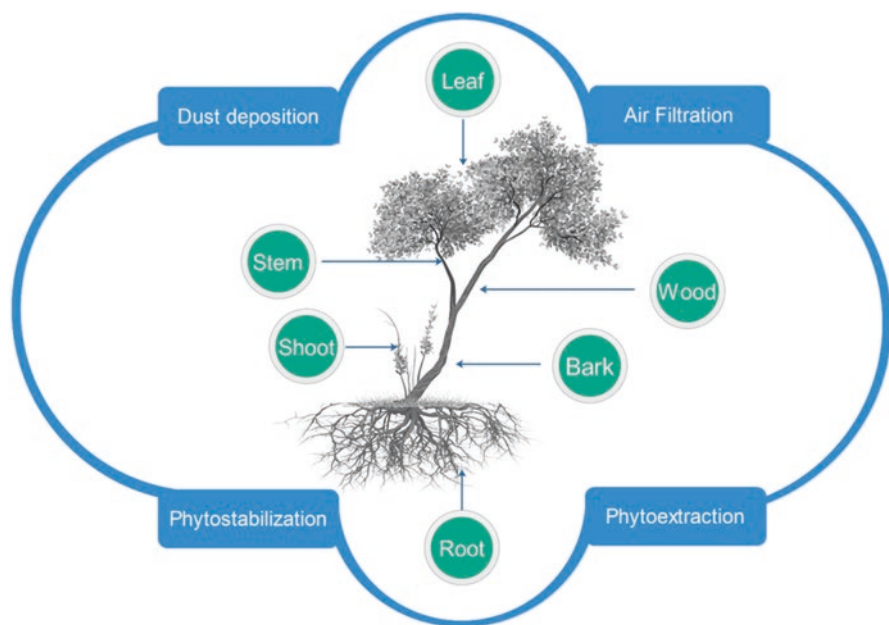 Leaf
Dust deposition
Air Filtration
Stem
Wood
Shoot
Bark
Phytostabilization
Phytoextraction
Root